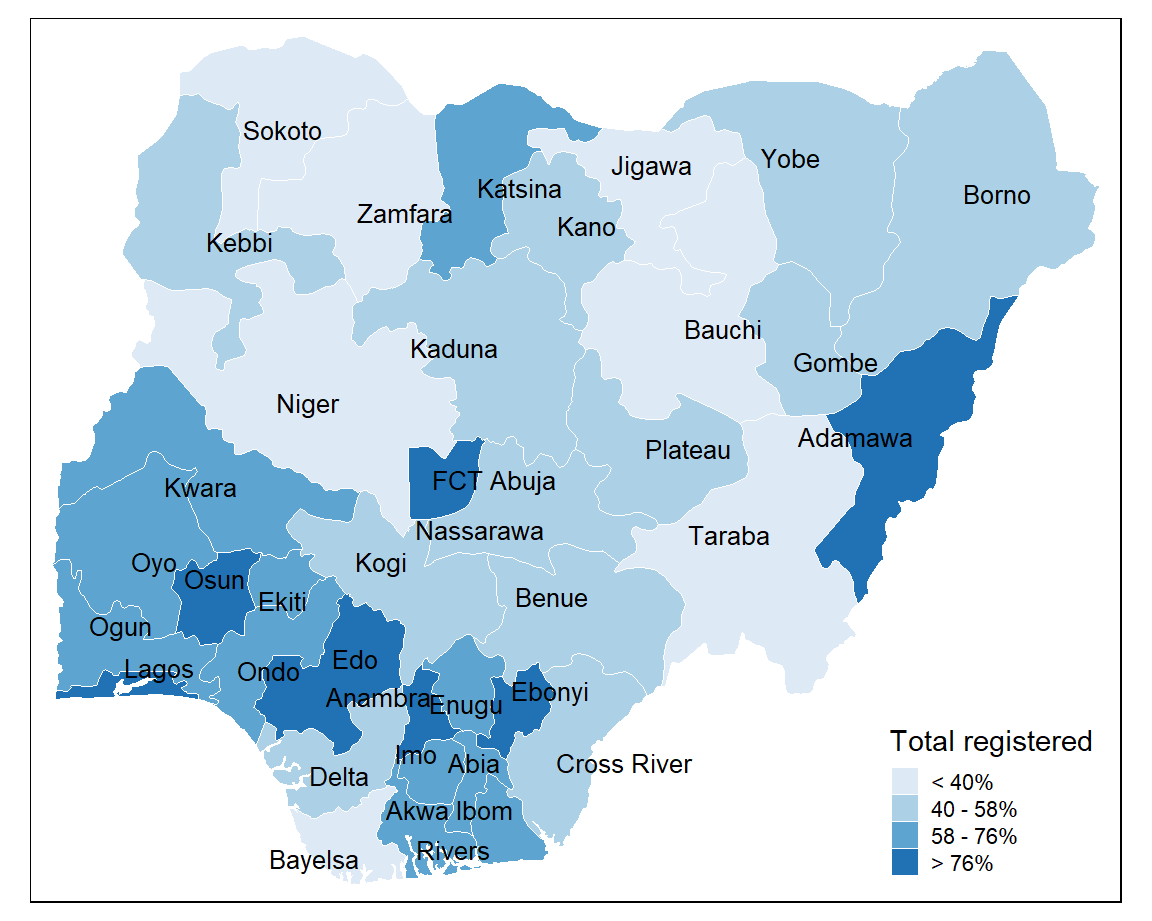 Sokoto
Jigawa
Yobe
Katsina
Borno
Zamfara
Kano
Kebbi
Bauchi
Kaduna
Gombe
Niger
Adamawa
Plateau
Kwara
FCT Abuja
Nassarawa
Taraba
Oyo
Kogi
Osun
Ekiti
Benue
Ogun
Lagos
Ondo
Edo
Anambra
Enugu
Ebonyi
Imo
Abia
Cross River
Delta
Akwa Ibom
Rivers
Bayelsa
Total registered
< 40%
40 - 58%
58 - 76%
> 76%